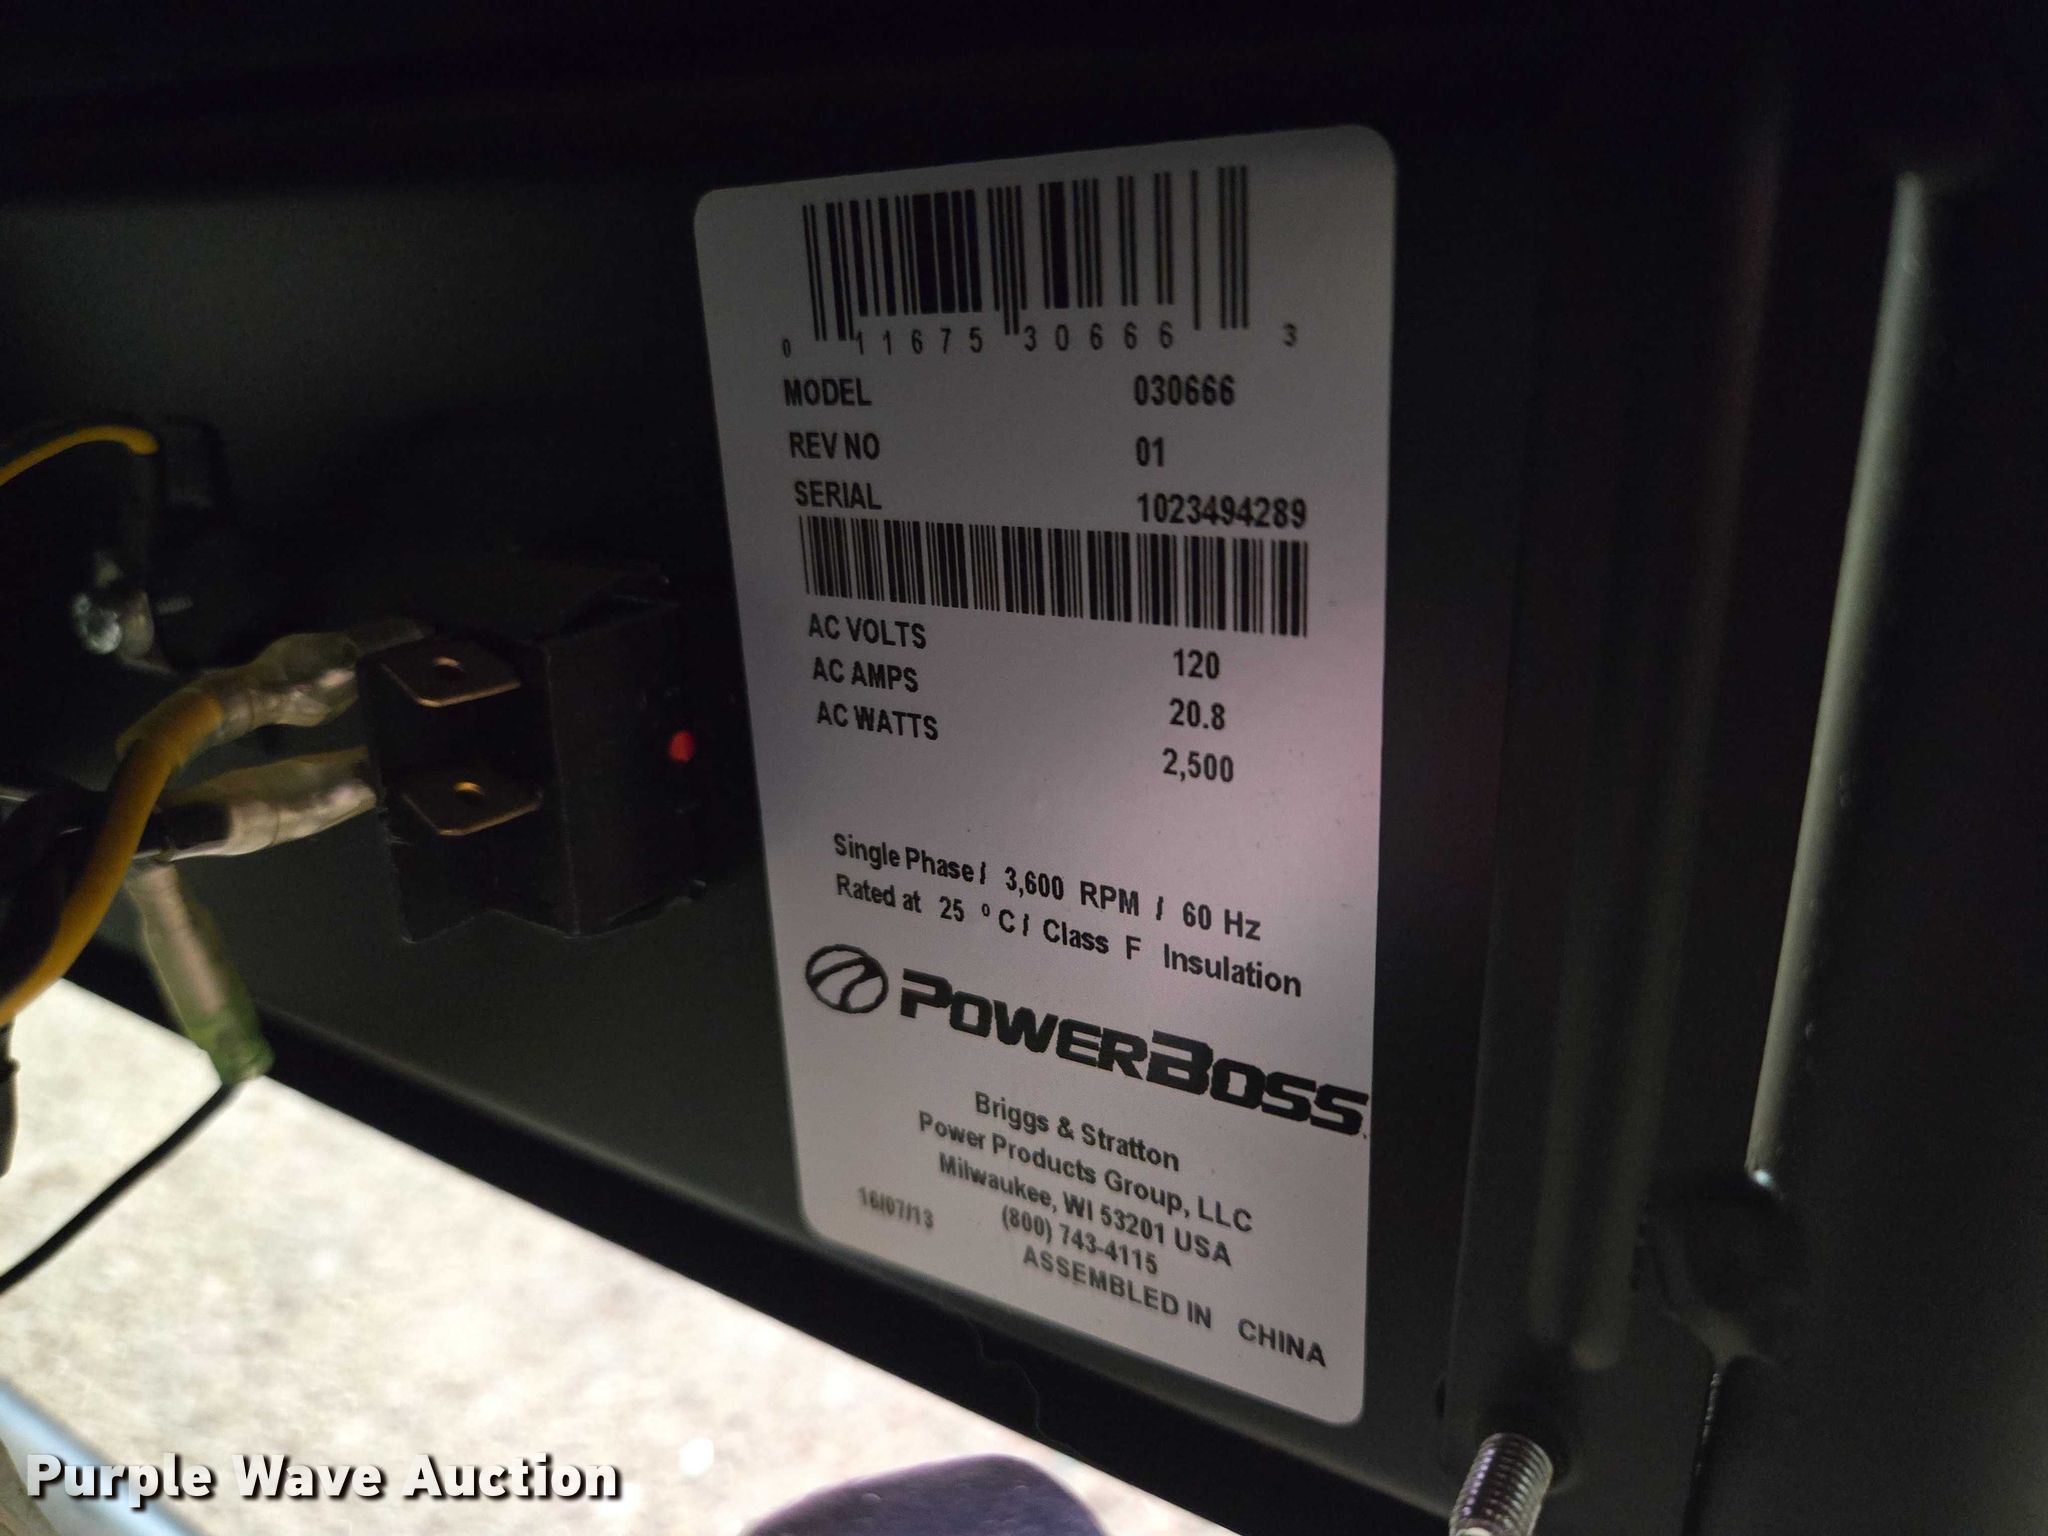 0 11675 30666 3
MODEL 030666
REV NO 01
SERIAL 1023494289
AC VOLTS 120
AC AMPS 20.8
AC WATTS 2,500
Single Phase / 3,600 RPM / 60 Hz
Rated at 25 °C / Class F Insulation
POWERBOSS
Briggs & Stratton
Power Products Group, LLC
Milwaukee, WI 53201 USA
(800) 743-4115
16/07/13
ASSEMBLED IN CHINA
Purple Wave Auction